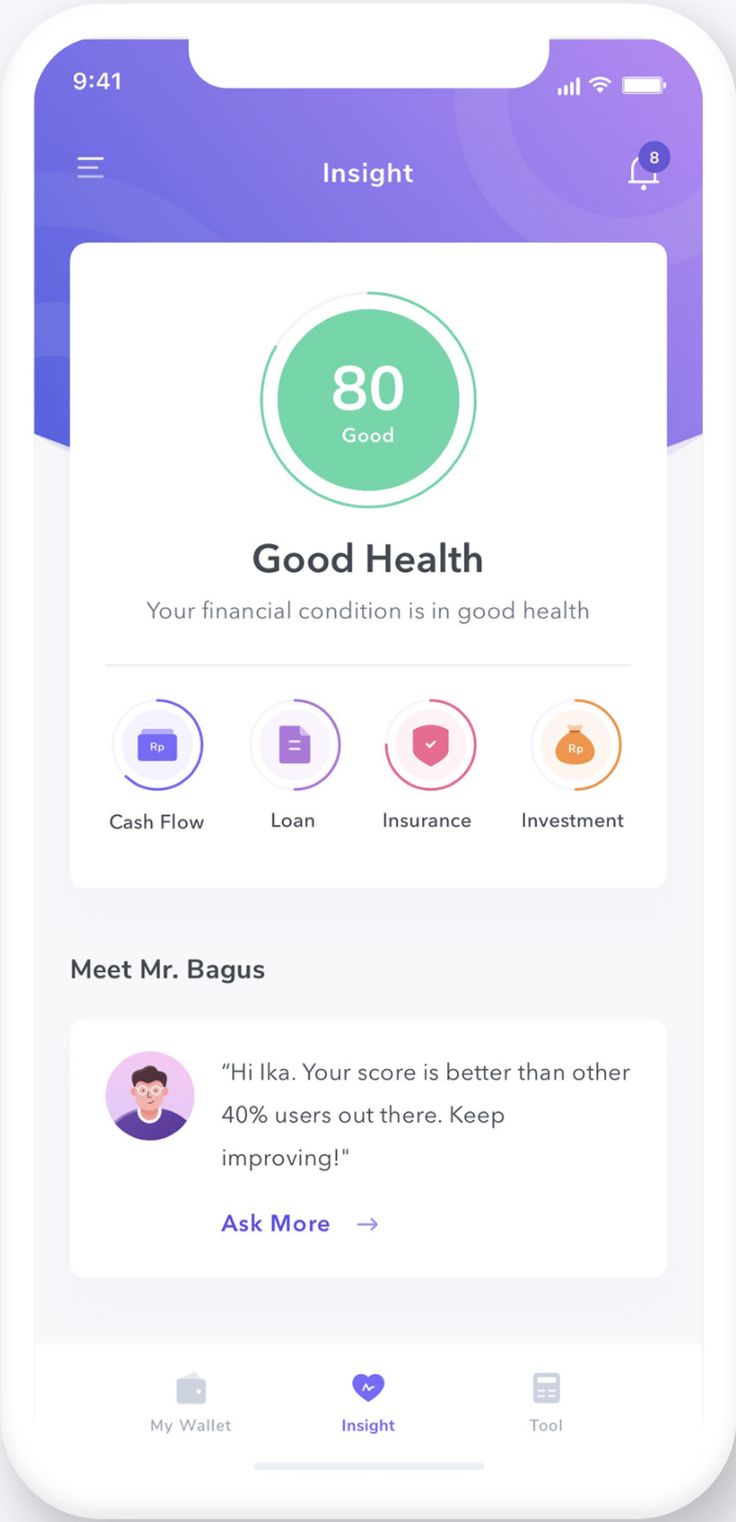 9:41
Insight
8
80
Good
Good Health
Your financial condition is in good health
Rp
Rp
Cash Flow
Loan
Insurance
Investment
Meet Mr. Bagus
“Hi Ika. Your score is better than other
40% users out there. Keep
improving!"
Ask More
My Wallet
Insight
Tool